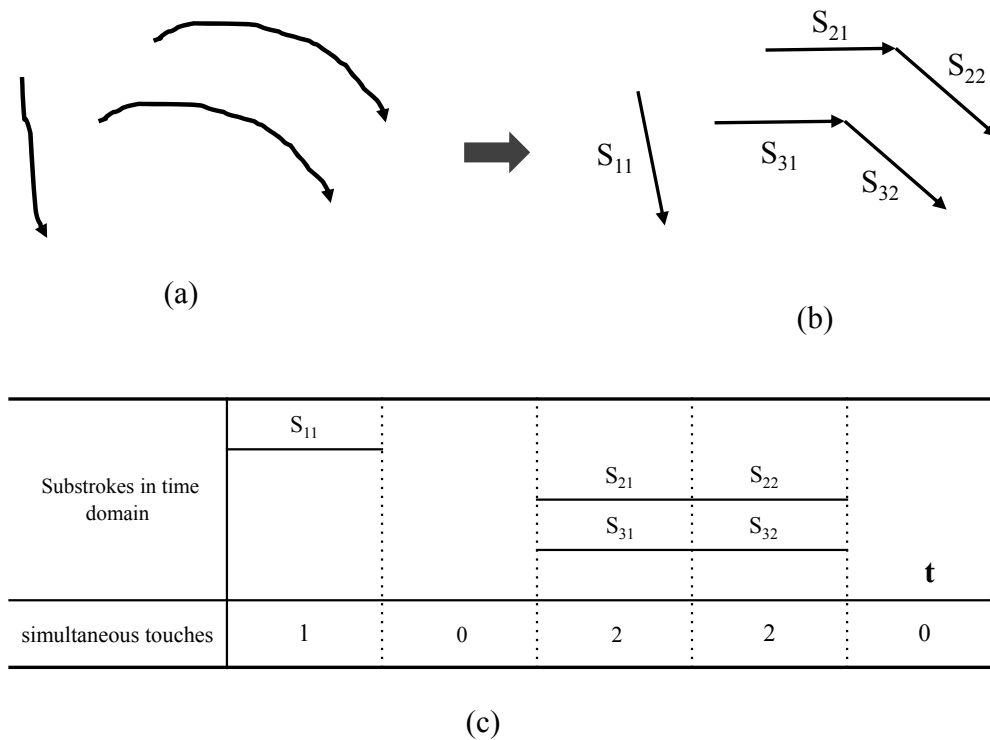 S21
S22
S11
S31
S32
(a)
(b)
S11
Substrokes in time
domain
S21 S22
S31 S32
t
simultaneous touches 1 0 2 2 0
(c)